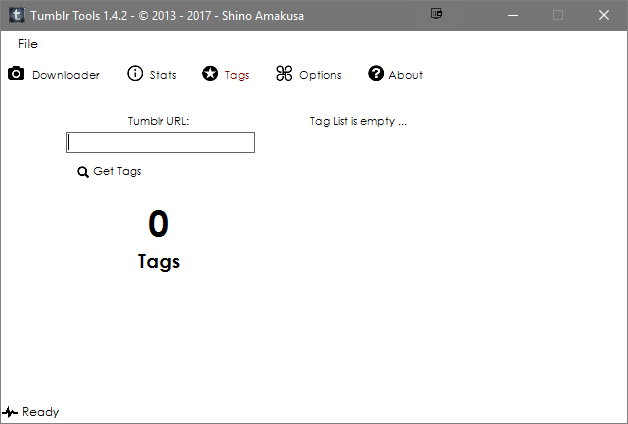 Tumblr Tools 1.4.2 - © 2013 - 2017 - Shino Amakusa
File
Downloader Stats Tags Options About
Tumblr URL: Tag List is empty ...
Get Tags
0
Tags
Ready